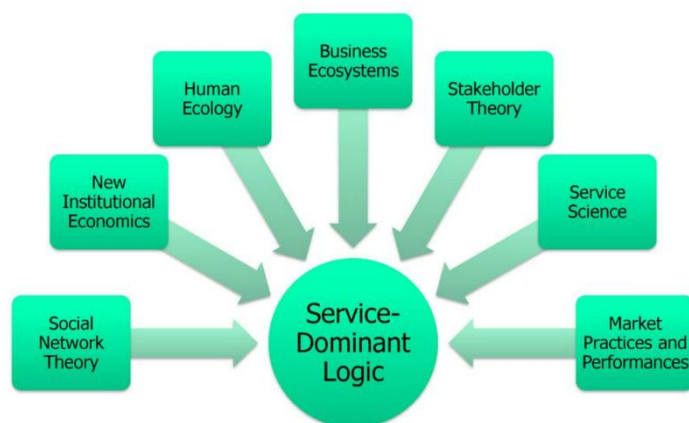 Business
Ecosystems
Human
Ecology
Stakeholder
Theory
New
Institutional
Economics
Service
Science
Social
Network
Theory
Service-
Dominant
Logic
Market
Practices and
Performances